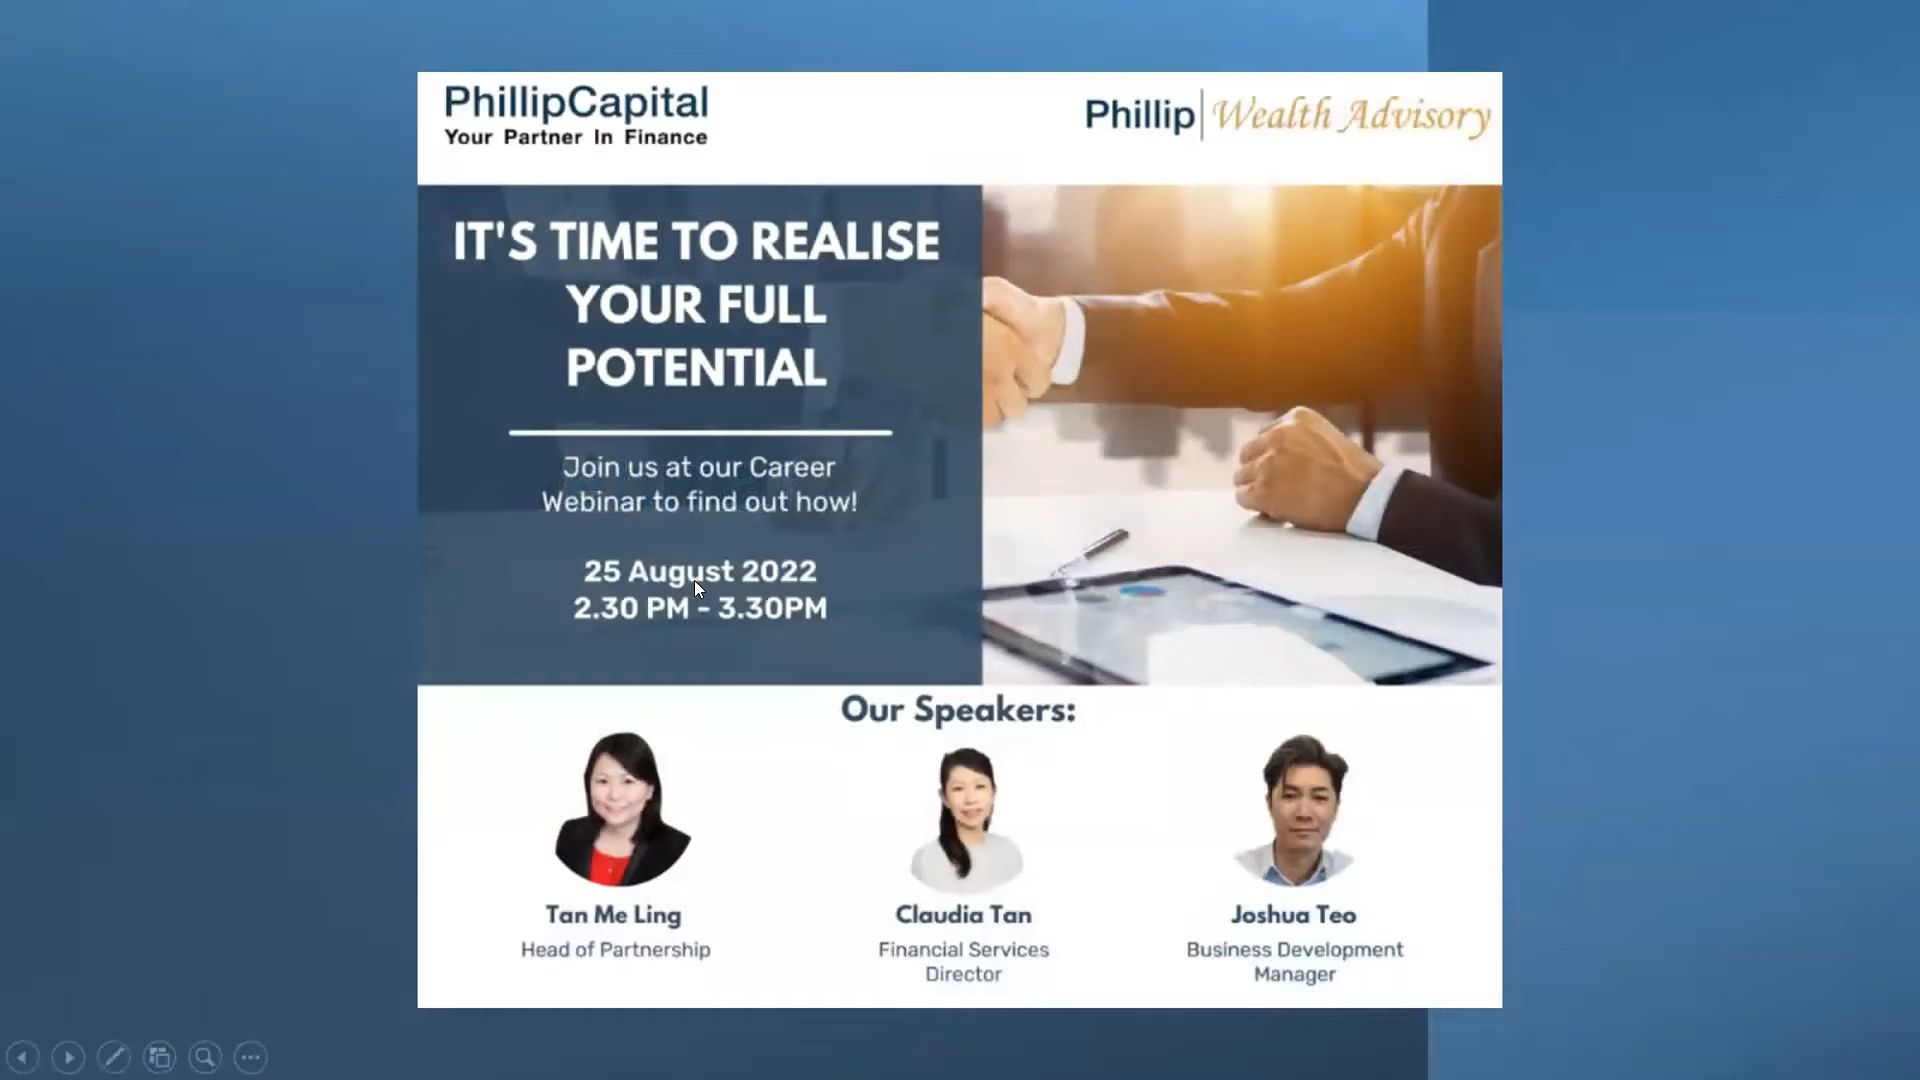 PhillipCapital
Your Partner In Finance
Phillip Wealth Advisory
IT'S TIME TO REALISE
YOUR FULL
POTENTIAL
Join us at our Career
Webinar to find out how!
25 August 2022
2.30 PM - 3.30PM
Our Speakers:
Tan Me Ling
Head of Partnership
Claudia Tan
Financial Services
Director
Joshua Teo
Business Development
Manager